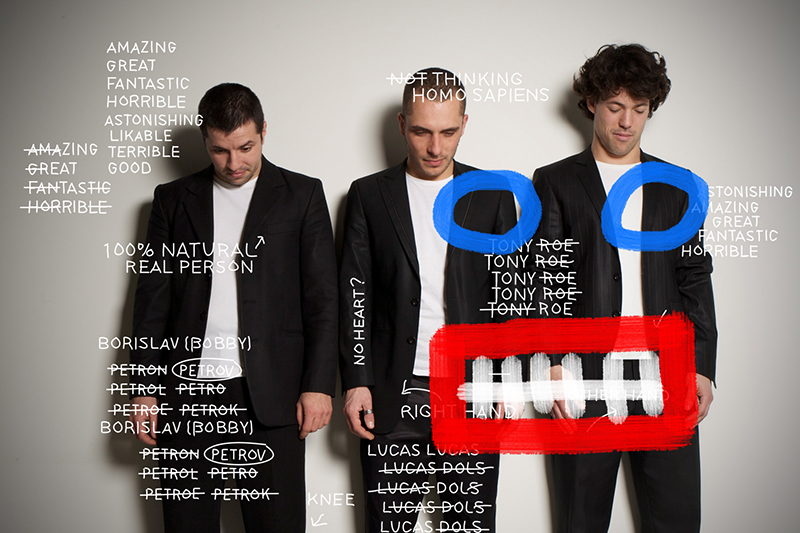 AMAZING
GREAT
FANTASTIC
HORRIBLE
ASTONISHING
LIKABLE
TERRIBLE
GOOD
AMAZING
GREAT
FANTASTIC
HORRIBLE
NOT THINKING
HOMO SAPIENS
ASTONISHING
AMAZING
GREAT
FANTASTIC
HORRIBLE
100% NATURAL
REAL PERSON
TONY ROE
TONY ROE
TONY ROE
TONY ROE
TONY ROE
NO HEART?
BORISLAV (BOBBY)
PETRON PETROV
PETROL PETRO
PETROE PETROK
BORISLAV (BOBBY)
PETRON PETROV
PETROL PETRO
PETROE PETROK
RIGHT HAND
HAND
LUCAS LUCAS
LUCAS DOLS
LUCAS DOLS
LUCAS DOLS
LUCAS DOLS
KNEE